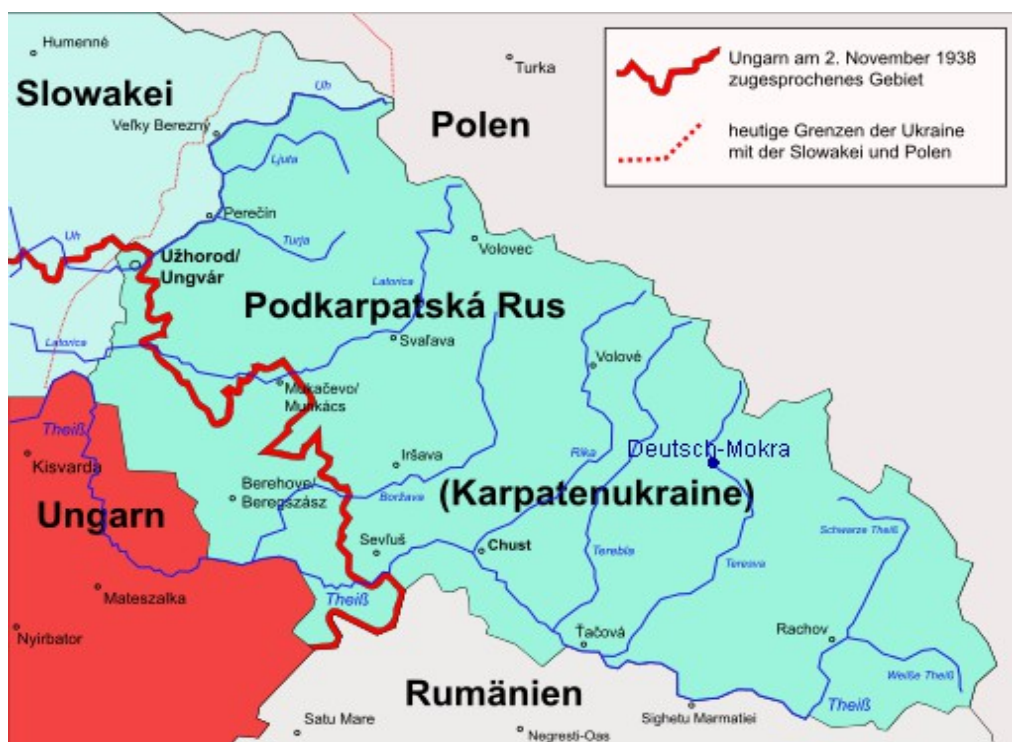 Humenné
Slowakei
Veľky Berezný
Uh
Turka
Polen
Ungarn am 2. November 1938
zugesprochenes Gebiet
heutige Grenzen der Ukraine
mit der Slowakei und Polen
Ljuta
Perečin
Turja
Uh
Užhorod/
Ungvár
Volovec
Latorica
Podkarpatská Rus
Latorica
Svaľava
Volové
Mukačevo/
Munkács
Theiß
Kisvarda
Deutsch-Mokra
Rika
Iršava
Berehove/
Beregszász
Boržava
(Karpatenukraine)
Ungarn
Schwarze Theiß
Sevľuš
Chust
Terebla
Teresva
Mateszalka
Theiß
Nyirbator
Ťačová
Rachov
Weiße Theiß
Rumänien
Theiß
Satu Mare
Sighetu Marmatiei
Negresti-Oas